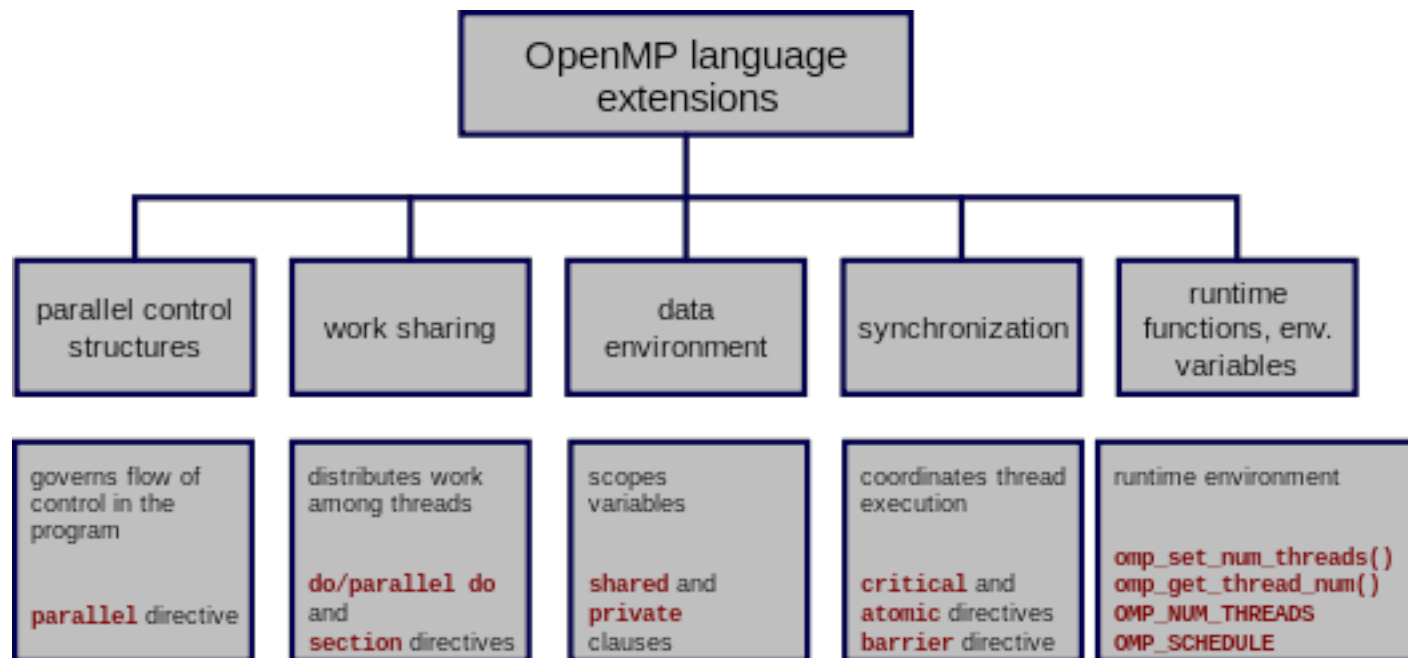 OpenMP language
extensions
parallel control
structures
work sharing
data
environment
synchronization
runtime
functions, env.
variables
governs flow of
control in the
program
parallel directive
distributes work
among threads
do/parallel do
and
section directives
scopes
variables
shared and
private
clauses
coordinates thread
execution
critical and
atomic directives
barrier directive
runtime environment
omp_set_num_threads()
omp_get_thread_num()
OMP_NUM_THREADS
OMP_SCHEDULE